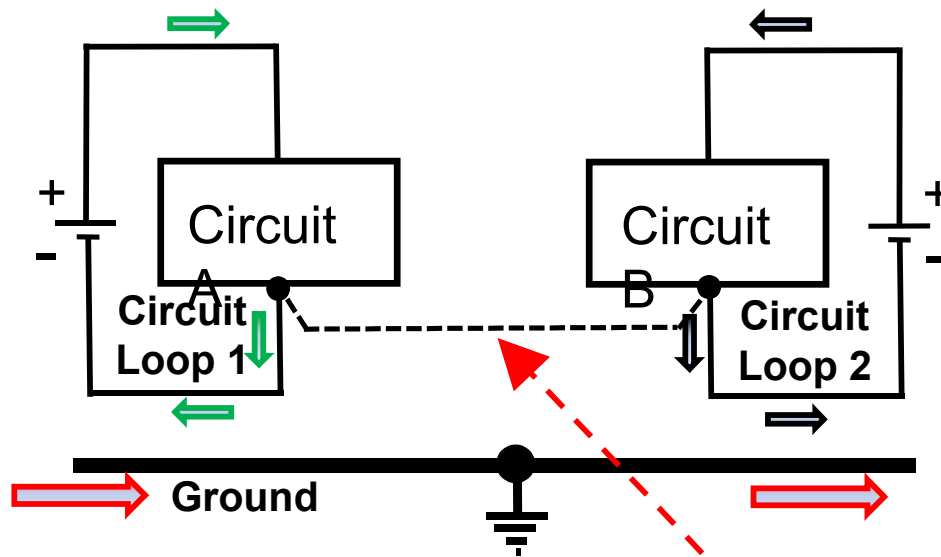 +
-
Circuit
A
Circuit
Loop 1
Circuit
B
Circuit
Loop 2
+
-
Ground